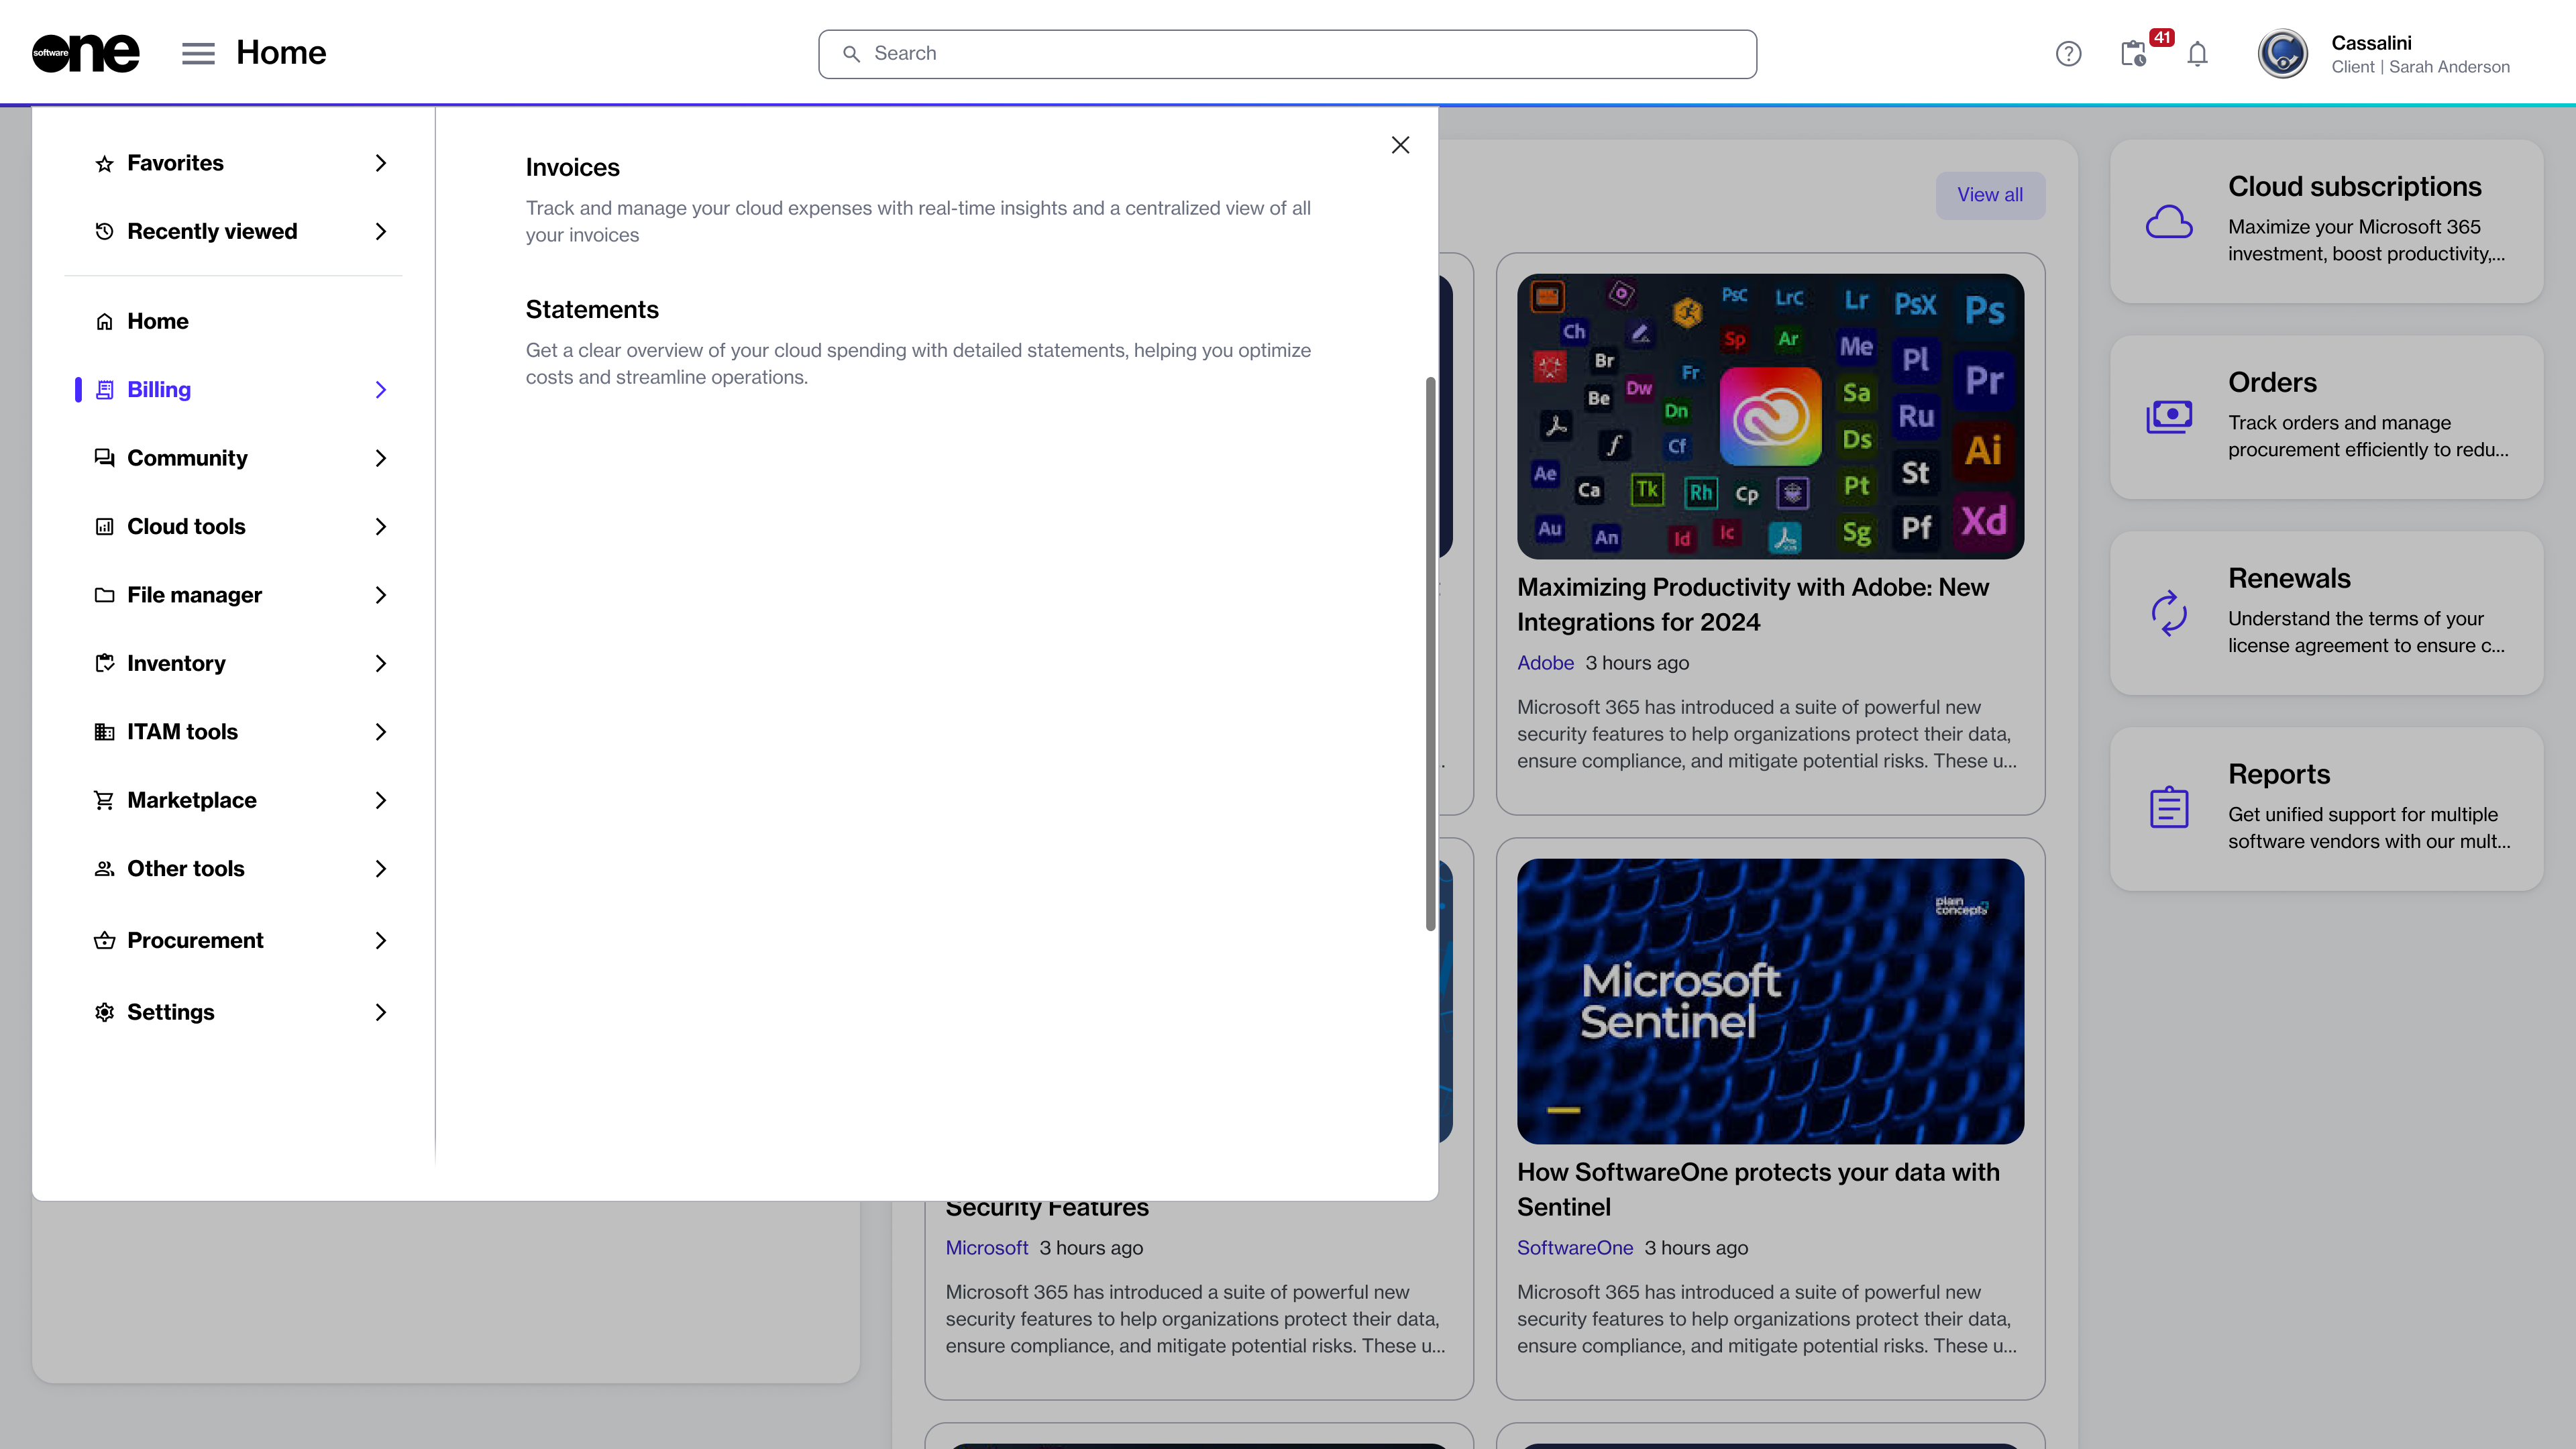 software one
Home
Search
41
Cassalini
Client | Sarah Anderson
Favorites
Recently viewed
Home
Billing
Community
Cloud tools
File manager
Inventory
ITAM tools
Marketplace
Other tools
Procurement
Settings
Invoices
Track and manage your cloud expenses with real-time insights and a centralized view of all
your invoices
Statements
Get a clear overview of your cloud spending with detailed statements, helping you optimize
costs and streamline operations.
View all
PsC LrC Lr PsX Ps
Ch Sp Ar Me Pl Pr
Br Fr Sa
Be Dw Dn Ru
f Cf Ds Ai
Ae Ca Tk Rh Cp Pt St
Au An Id Ic Sg Pf Xd
Maximizing Productivity with Adobe: New
Integrations for 2024
Adobe 3 hours ago
Microsoft 365 has introduced a suite of powerful new
security features to help organizations protect their data,
ensure compliance, and mitigate potential risks. These u...
Security Features
Microsoft 3 hours ago
Microsoft 365 has introduced a suite of powerful new
security features to help organizations protect their data,
ensure compliance, and mitigate potential risks. These u...
plain
concepts
Microsoft
Sentinel
How SoftwareOne protects your data with
Sentinel
SoftwareOne 3 hours ago
Microsoft 365 has introduced a suite of powerful new
security features to help organizations protect their data,
ensure compliance, and mitigate potential risks. These u...
Cloud subscriptions
Maximize your Microsoft 365
investment, boost productivity,...
Orders
Track orders and manage
procurement efficiently to redu...
Renewals
Understand the terms of your
license agreement to ensure c...
Reports
Get unified support for multiple
software vendors with our mult...